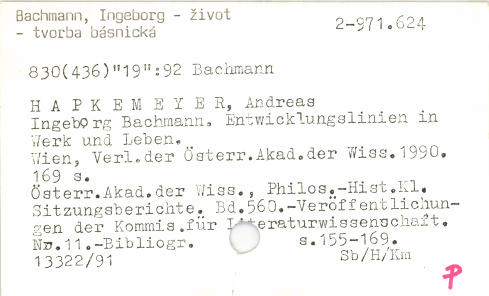 Bachmann, Ingeborg - život
- tvorba básnická
2-971.624
830(436)"19":92 Bachmann
H A P K E M E Y E R, Andreas
Ingeborg Bachmann. Entwicklungslinien in
Werk und Leben.
Wien, Verl.der Österr.Akad.der Wiss.1990.
169 s.
Österr.Akad.der Wiss., Philos.-Hist.Kl.
Sitzungsberichte. Bd.560.-Veröffentlichun-
gen der Kommis.für Literaturwissenschaft.
Nr.11.-Bibliogr. s.155-169.
13322/91 Sb/H/Km
P